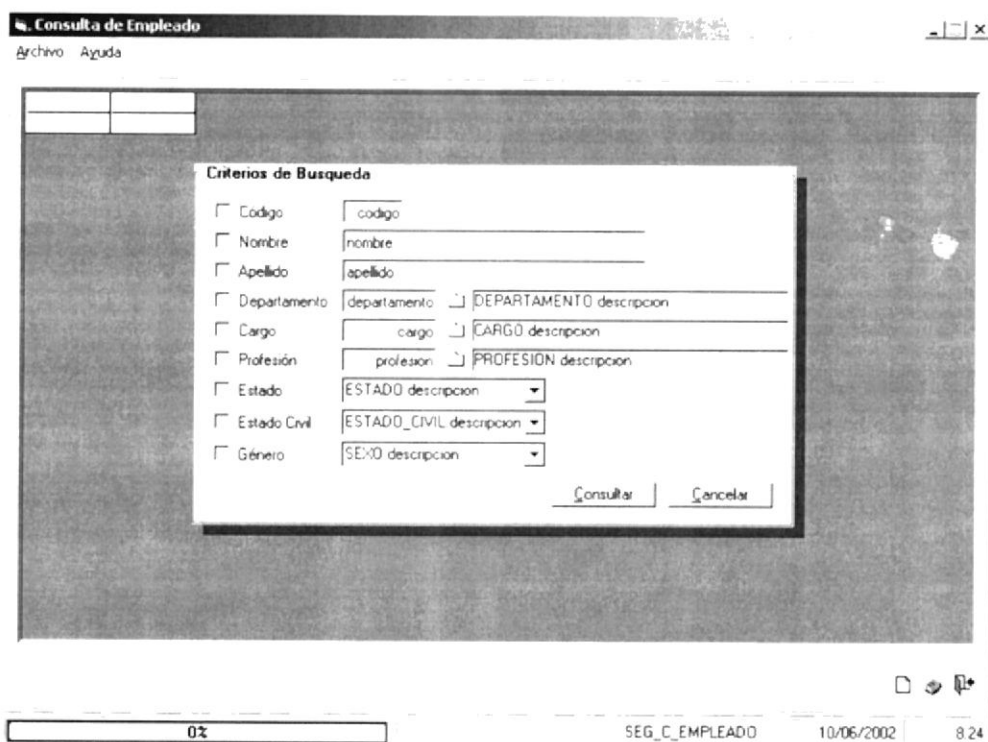 Consulta de Empleado
Archivo Ayuda
Criterios de Busqueda
Código codigo
Nombre nombre
Apellido apellido
Departamento departamento DEPARTAMENTO descripcion
Cargo cargo CARGO descripcion
Profesión profesion PROFESION descripcion
Estado ESTADO descripcion
Estado Civil ESTADO_CIVIL descripcion
Género SEXO descripcion
Consultar Cancelar
0% SEG_C_EMPLEADO 10/06/2002 8:24